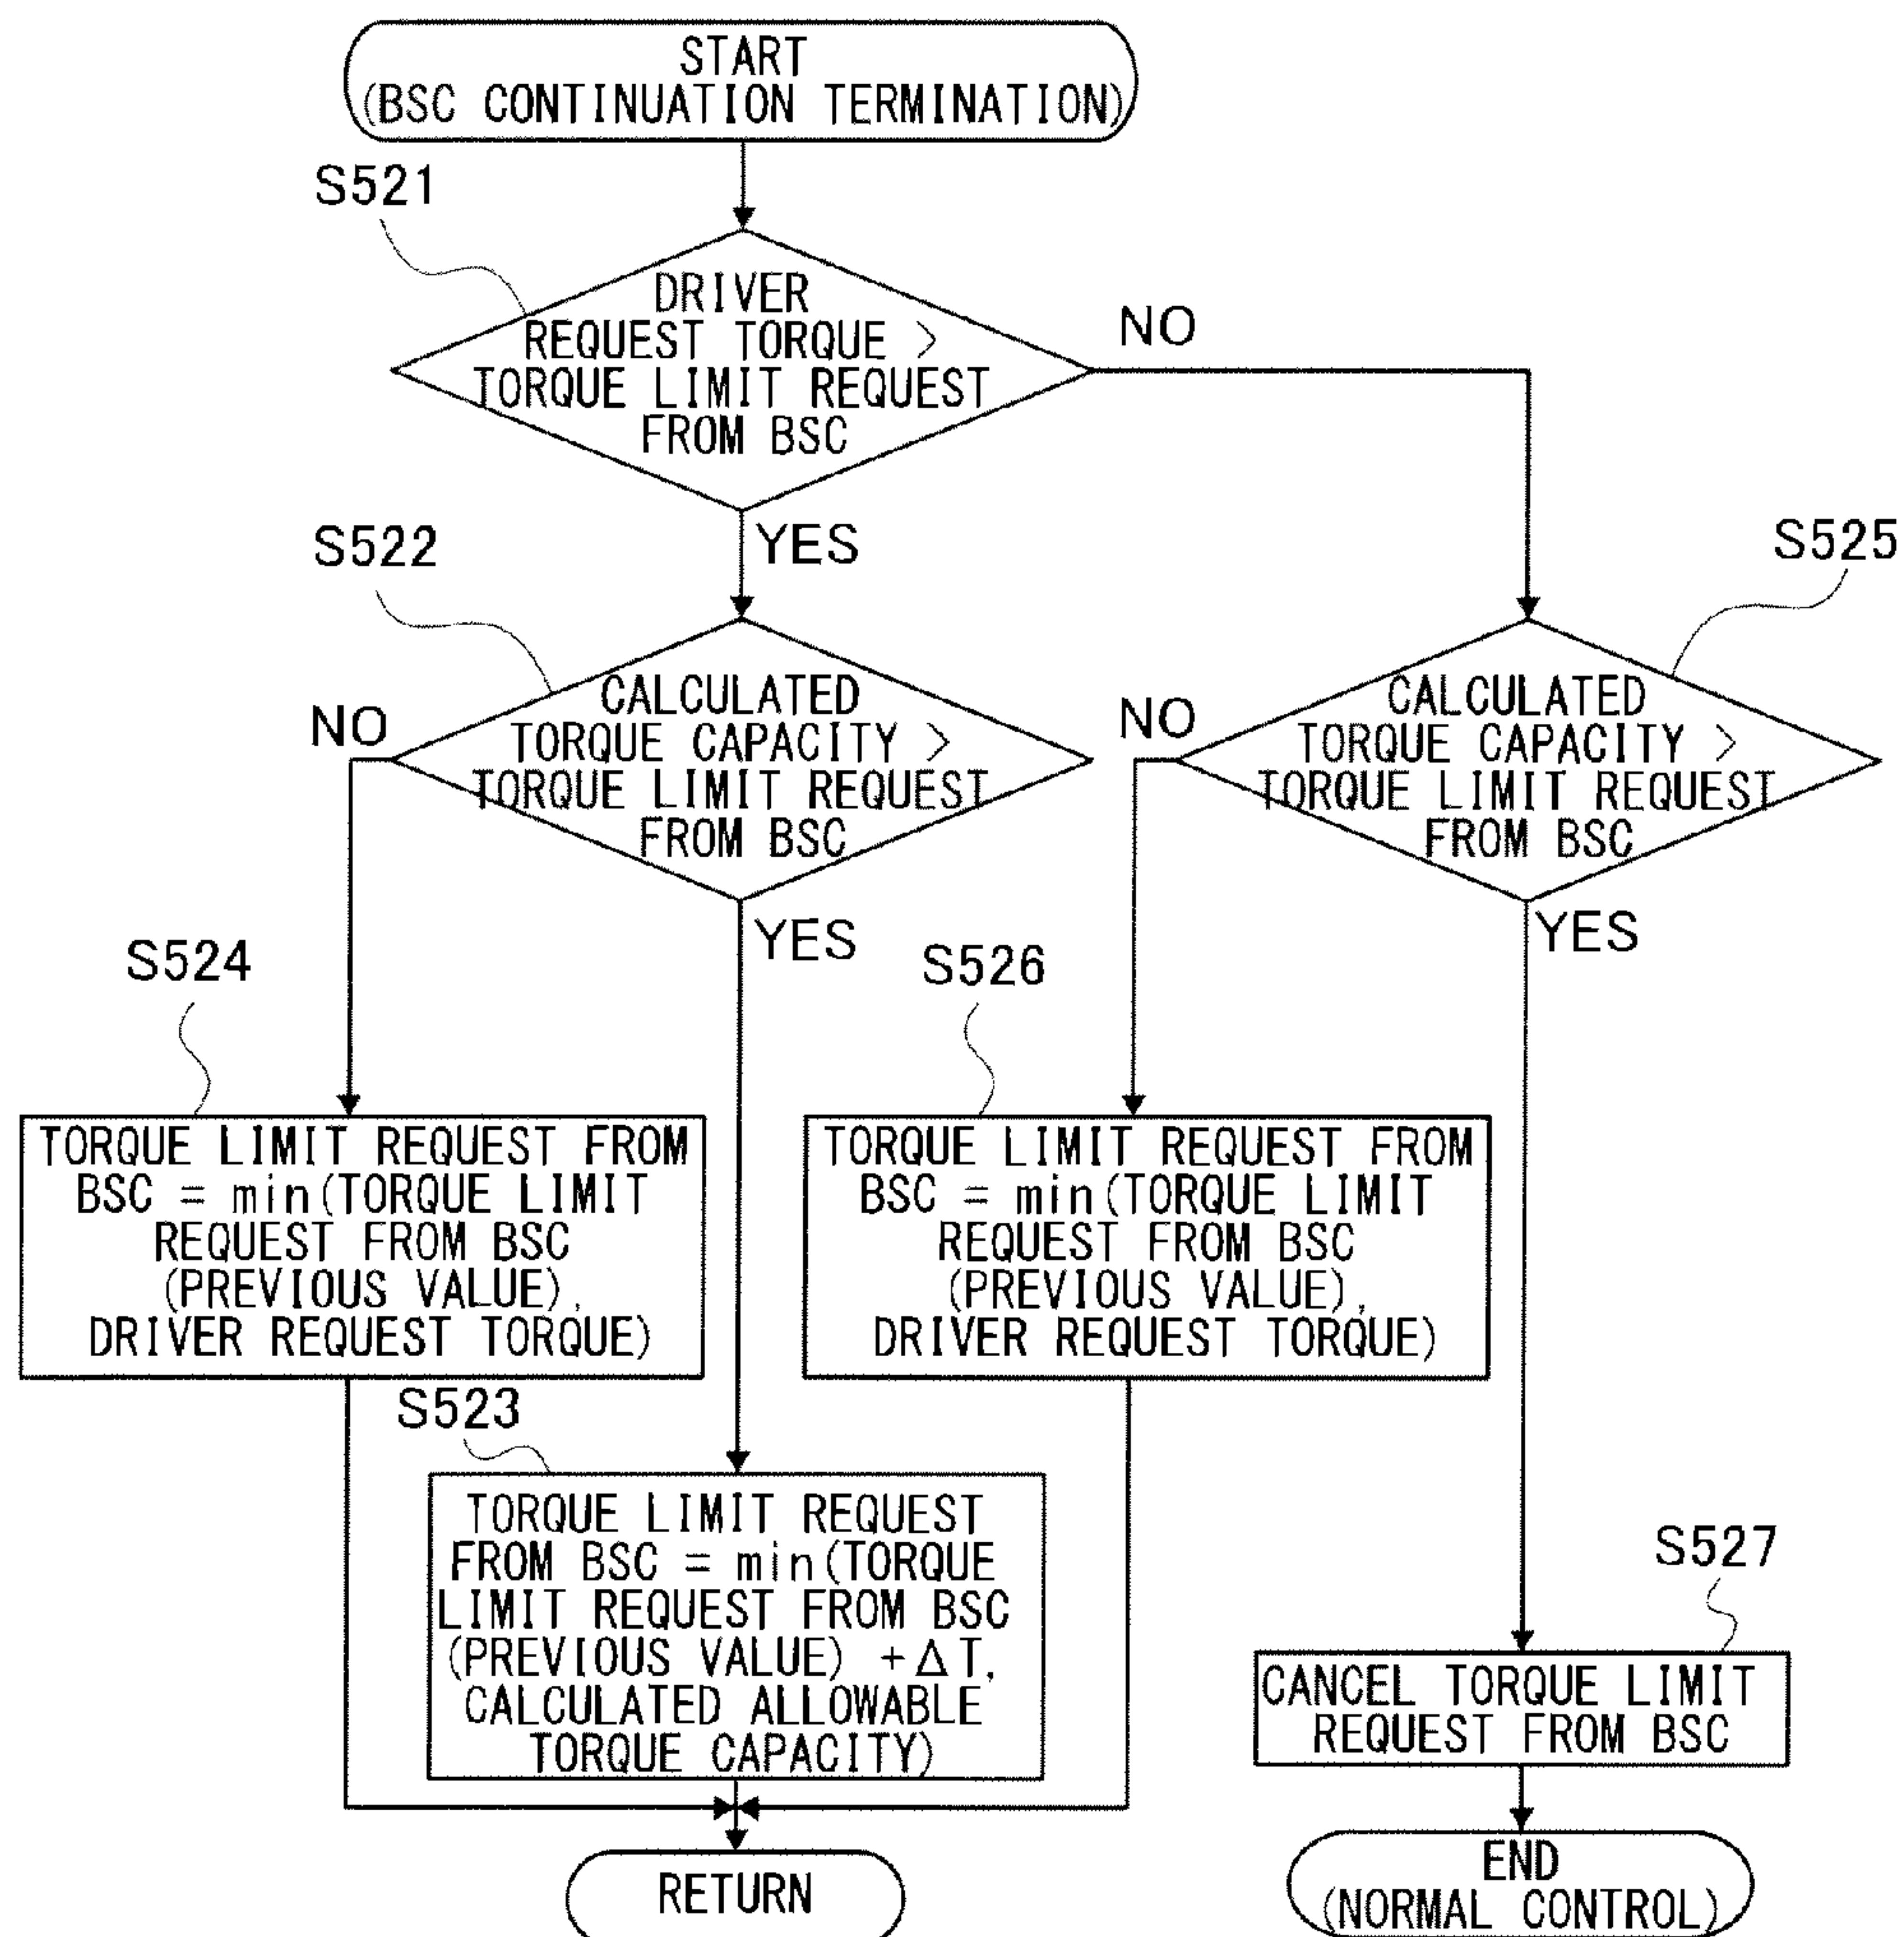 START
(BSC CONTINUATION TERMINATION)
S521
DRIVER
REQUEST TORQUE >
TORQUE LIMIT REQUEST
FROM BSC
NO
YES
S522
CALCULATED
TORQUE CAPACITY >
TORQUE LIMIT REQUEST
FROM BSC
NO
YES
S525
CALCULATED
TORQUE CAPACITY >
TORQUE LIMIT REQUEST
FROM BSC
NO
YES
S524
TORQUE LIMIT REQUEST FROM
BSC = min(TORQUE LIMIT
REQUEST FROM BSC
(PREVIOUS VALUE),
DRIVER REQUEST TORQUE)
S526
TORQUE LIMIT REQUEST FROM
BSC = min(TORQUE LIMIT
REQUEST FROM BSC
(PREVIOUS VALUE),
DRIVER REQUEST TORQUE)
S523
TORQUE LIMIT REQUEST
FROM BSC = min(TORQUE
LIMIT REQUEST FROM BSC
(PREVIOUS VALUE) +ΔT,
CALCULATED ALLOWABLE
TORQUE CAPACITY)
S527
CANCEL TORQUE LIMIT
REQUEST FROM BSC
RETURN
END
(NORMAL CONTROL)